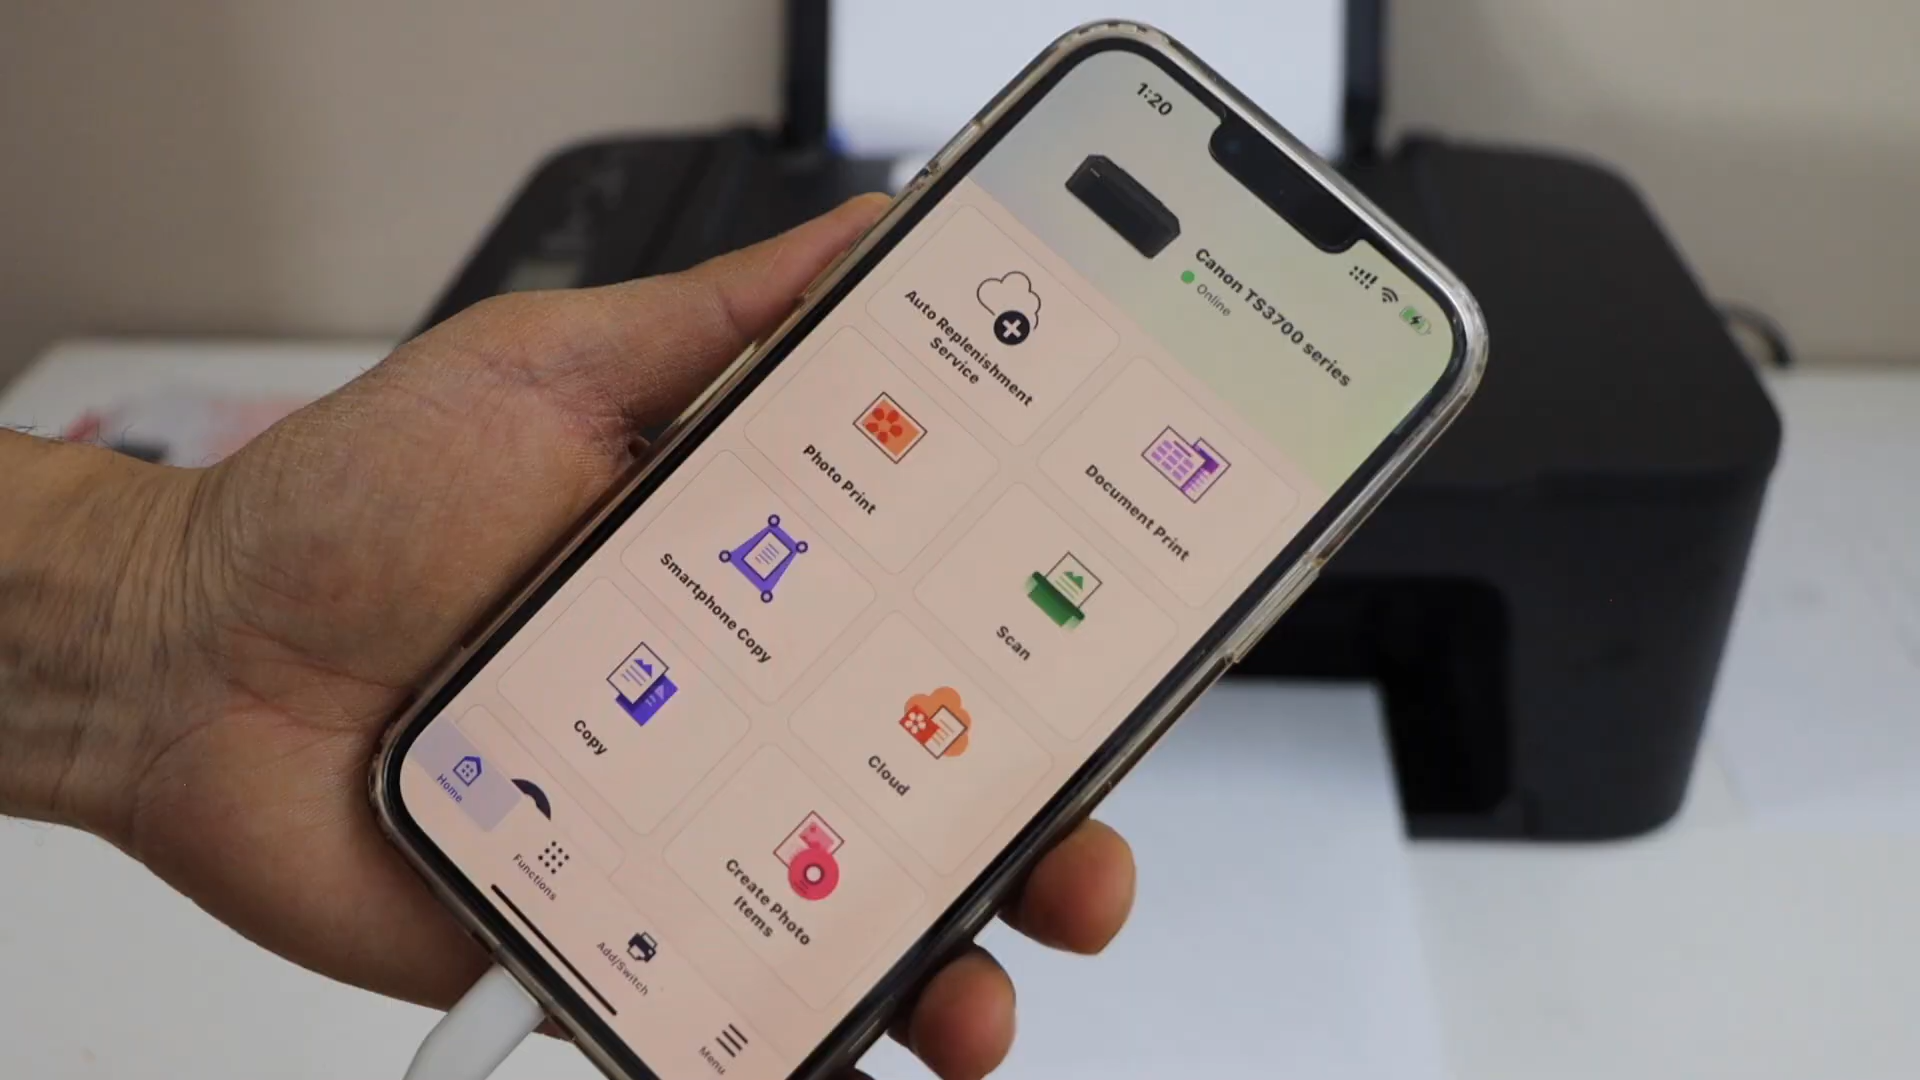 1:20
Canon TS3700 series
Online
Auto Replenishment
Service
Document Print
Photo Print
Scan
Smartphone Copy
Cloud
Copy
Create Photo
Items
Home
Functions
Add/Switch
Menu